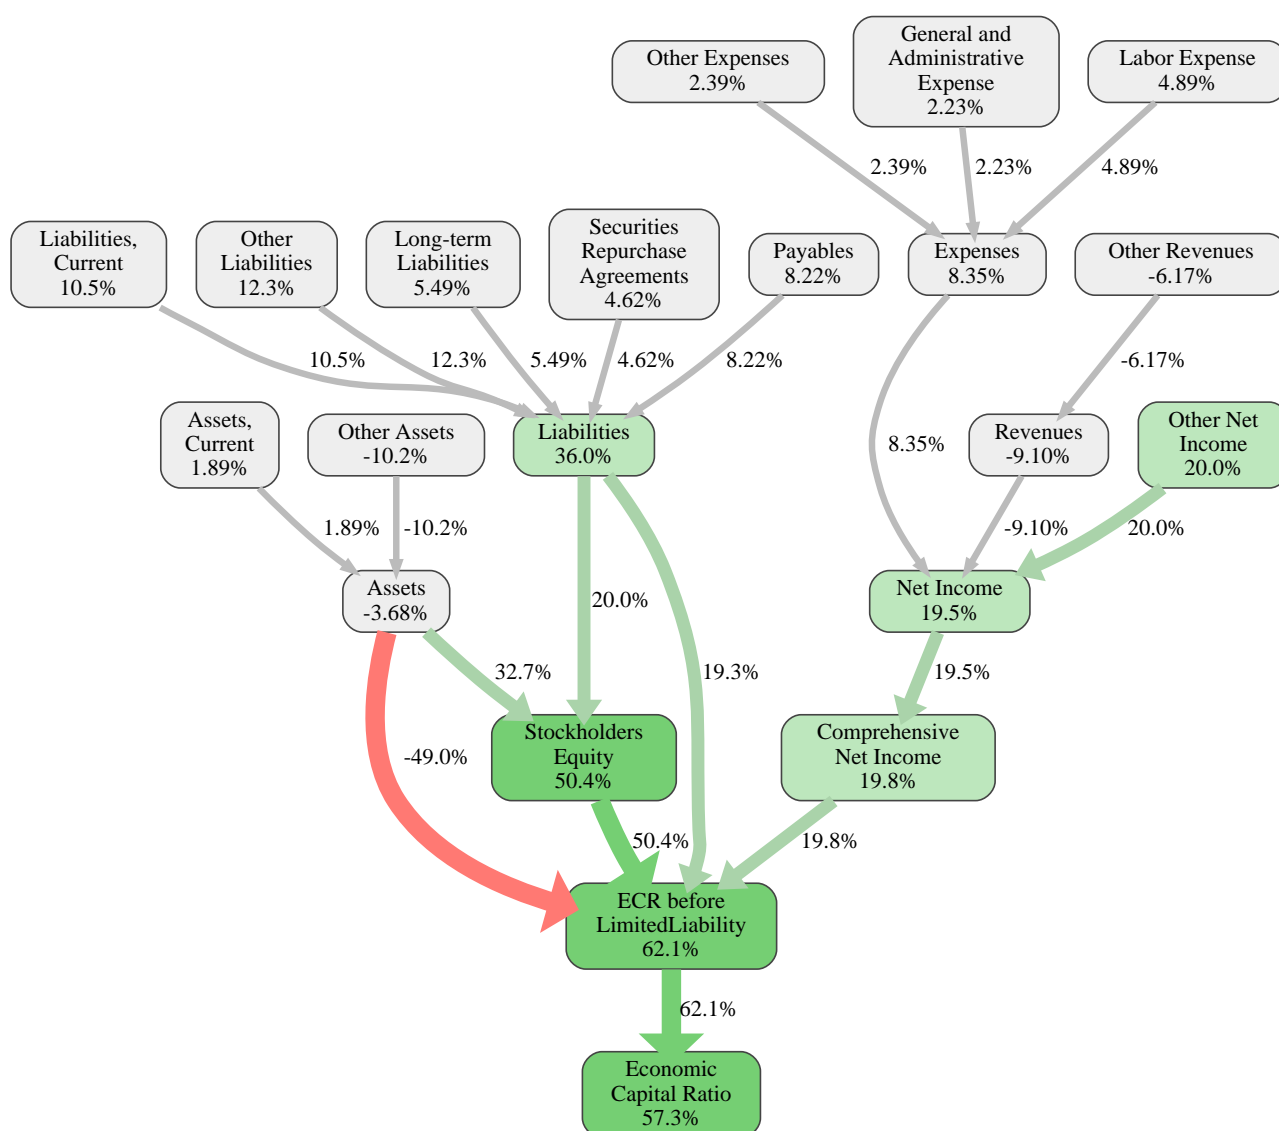 Other Expenses
2.39%
General and
Administrative
Expense
2.23%
Labor Expense
4.89%
2.39%
2.23%
4.89%
Liabilities,
Current
10.5%
Other
Liabilities
12.3%
Long-term
Liabilities
5.49%
Securities
Repurchase
Agreements
4.62%
Payables
8.22%
Expenses
8.35%
Other Revenues
-6.17%
10.5%
12.3%
5.49%
4.62%
8.22%
-6.17%
Assets,
Current
1.89%
Other Assets
-10.2%
Liabilities
36.0%
8.35%
Revenues
-9.10%
Other Net
Income
20.0%
1.89%
-10.2%
-9.10%
20.0%
Assets
-3.68%
20.0%
Net Income
19.5%
32.7%
19.3%
19.5%
-49.0%
Stockholders
Equity
50.4%
Comprehensive
Net Income
19.8%
50.4%
19.8%
ECR before
LimitedLiability
62.1%
62.1%
Economic
Capital Ratio
57.3%